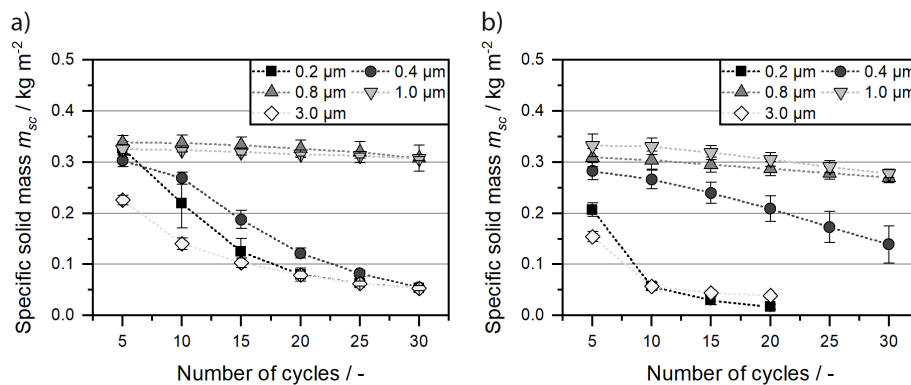 a)
Specific solid mass m_sc / kg m⁻²
0.5
0.4
0.3
0.2
0.1
0.0
0.2 µm 0.4 µm
0.8 µm 1.0 µm
3.0 µm
5 10 15 20 25 30
Number of cycles / -
b)
Specific solid mass m_sc / kg m⁻²
0.5
0.4
0.3
0.2
0.1
0.0
0.2 µm 0.4 µm
0.8 µm 1.0 µm
3.0 µm
5 10 15 20 25 30
Number of cycles / -